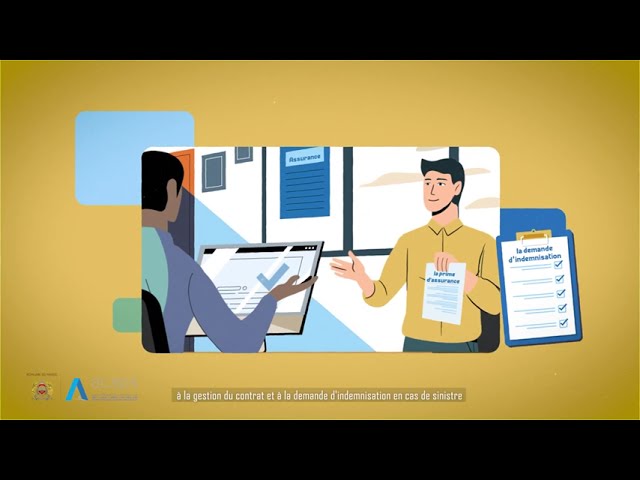 Assurance
la prime
d'assurance
la demande
d'indemnisation
à la gestion du contrat et à la demande d'indemnisation en cas de sinistre